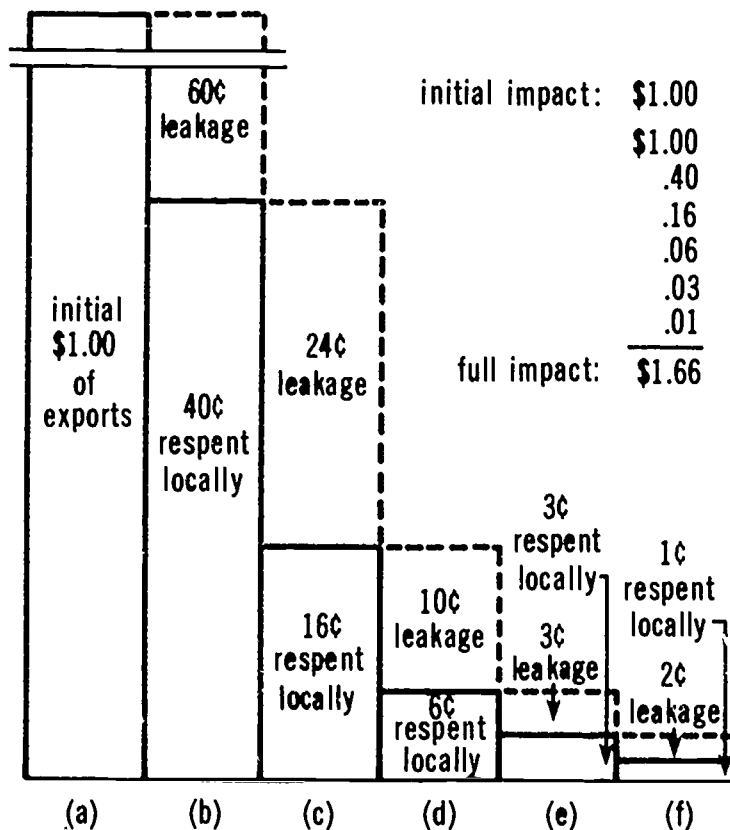 60¢
leakage
initial
$1.00
of
exports
40¢
respent
locally
24¢
leakage
16¢
respent
locally
10¢
leakage
6¢
respent
locally
3¢
respent
locally
3¢
leakage
1¢
respent
locally
2¢
leakage
initial impact: $1.00
$1.00
.40
.16
.06
.03
.01
full impact: $1.66
(a) (b) (c) (d) (e) (f)